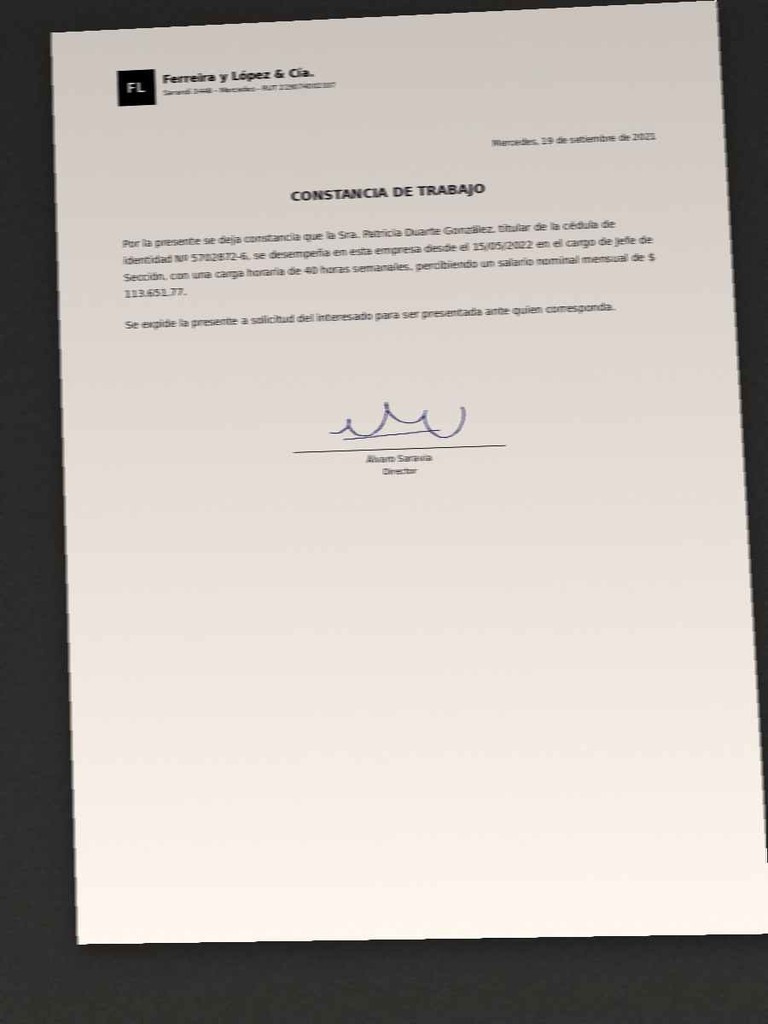 FL
Ferreira y López & Cía.
Mercedes - RUT
Mercedes, 19 de setiembre de 2021
CONSTANCIA DE TRABAJO
Por la presente se deja constancia que la Sra. Patricia Duarte González, titular de la cédula de
identidad Nº 5702872-6, se desempeña en esta empresa desde el 15/05/2022 en el cargo de Jefe de
Sección, con una carga horaria de 40 horas semanales, percibiendo un salario nominal mensual de $
113.651,77.
Se expide la presente a solicitud del interesado para ser presentada ante quien corresponda.
Álvaro Saravia
Director